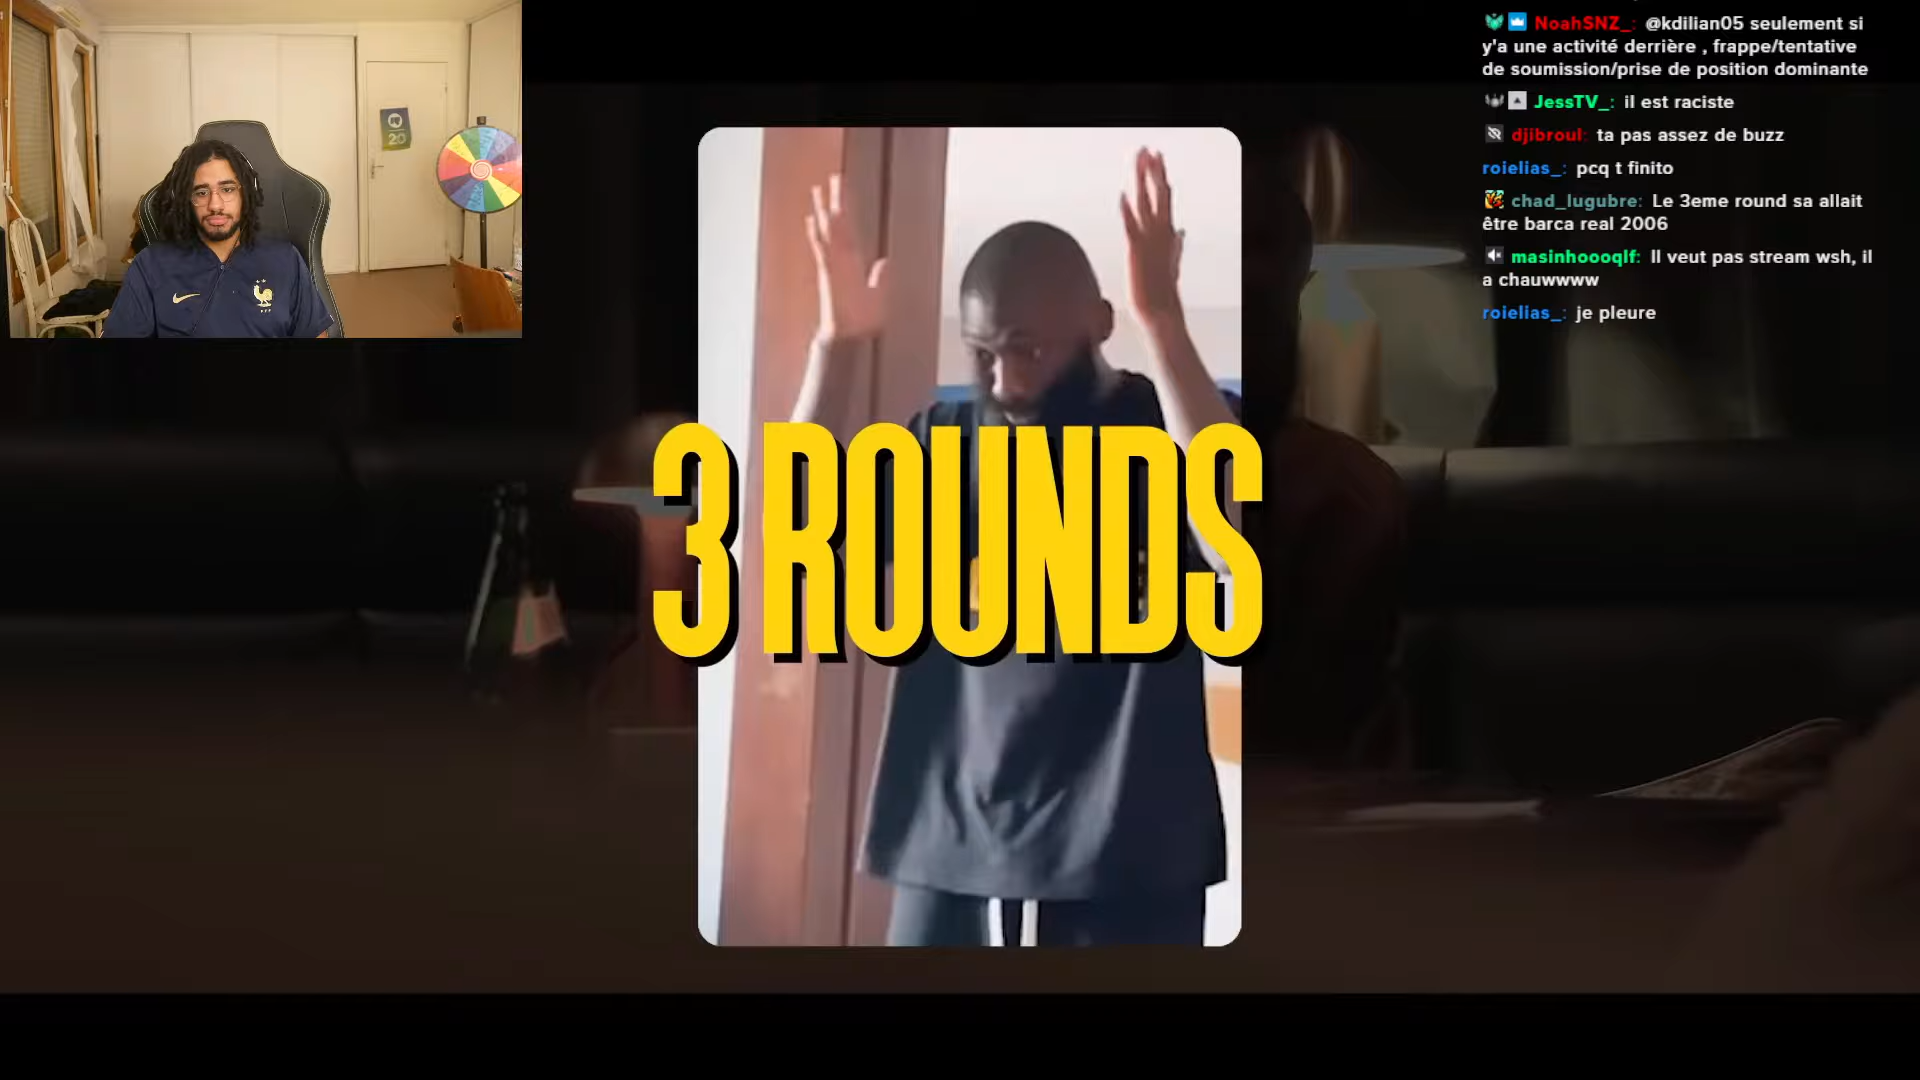 NoahSNZ_: @kdilian05 seulement si
y'a une activité derrière , frappe/tentative
de soumission/prise de position dominante
JessTV_: il est raciste
djibroul: ta pas assez de buzz
roielias_: pcq t finito
chad_lugubre: Le 3eme round sa allait
être barca real 2006
masinhoooqlf: Il veut pas stream wsh, il
a chauwwww
roielias_: je pleure
20
3 ROUNDS